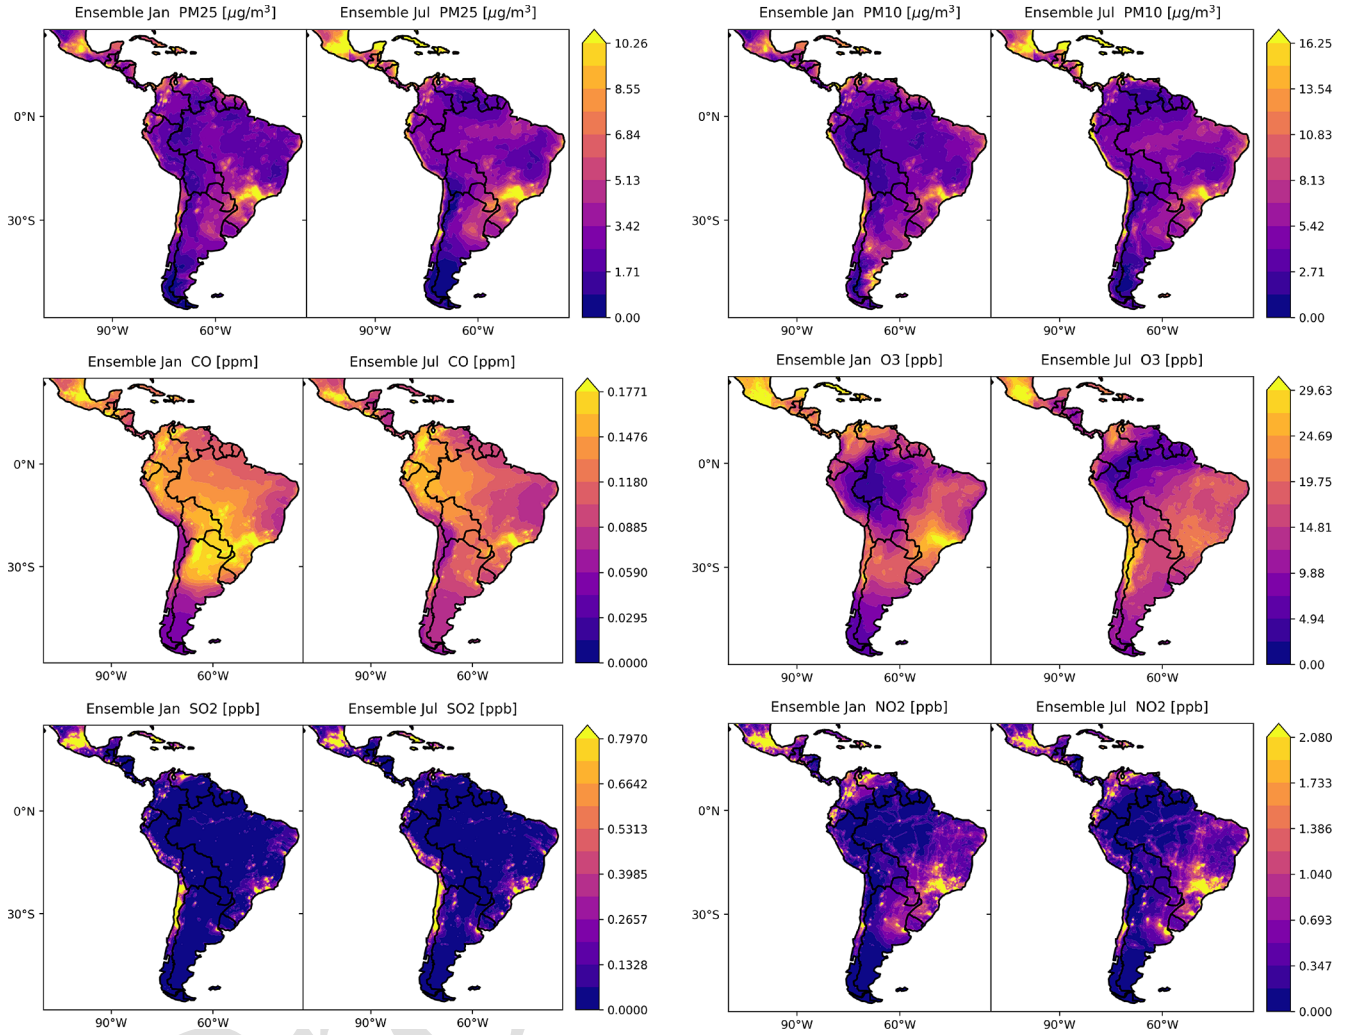 Ensemble Jan PM25 [µg/m³]
Ensemble Jul PM25 [µg/m³]
10.26
8.55
6.84
5.13
3.42
1.71
0.00
0°N
30°S
90°W
60°W
90°W
60°W
Ensemble Jan PM10 [µg/m³]
Ensemble Jul PM10 [µg/m³]
16.25
13.54
10.83
8.13
5.42
2.71
0.00
0°N
30°S
90°W
60°W
90°W
60°W
Ensemble Jan CO [ppm]
Ensemble Jul CO [ppm]
0.1771
0.1476
0.1180
0.0885
0.0590
0.0295
0.0000
0°N
30°S
90°W
60°W
90°W
60°W
Ensemble Jan O3 [ppb]
Ensemble Jul O3 [ppb]
29.63
24.69
19.75
14.81
9.88
4.94
0.00
0°N
30°S
90°W
60°W
90°W
60°W
Ensemble Jan SO2 [ppb]
Ensemble Jul SO2 [ppb]
0.7970
0.6642
0.5313
0.3985
0.2657
0.1328
0.0000
0°N
30°S
90°W
60°W
90°W
60°W
Ensemble Jan NO2 [ppb]
Ensemble Jul NO2 [ppb]
2.080
1.733
1.386
1.040
0.693
0.347
0.000
0°N
30°S
90°W
60°W
90°W
60°W